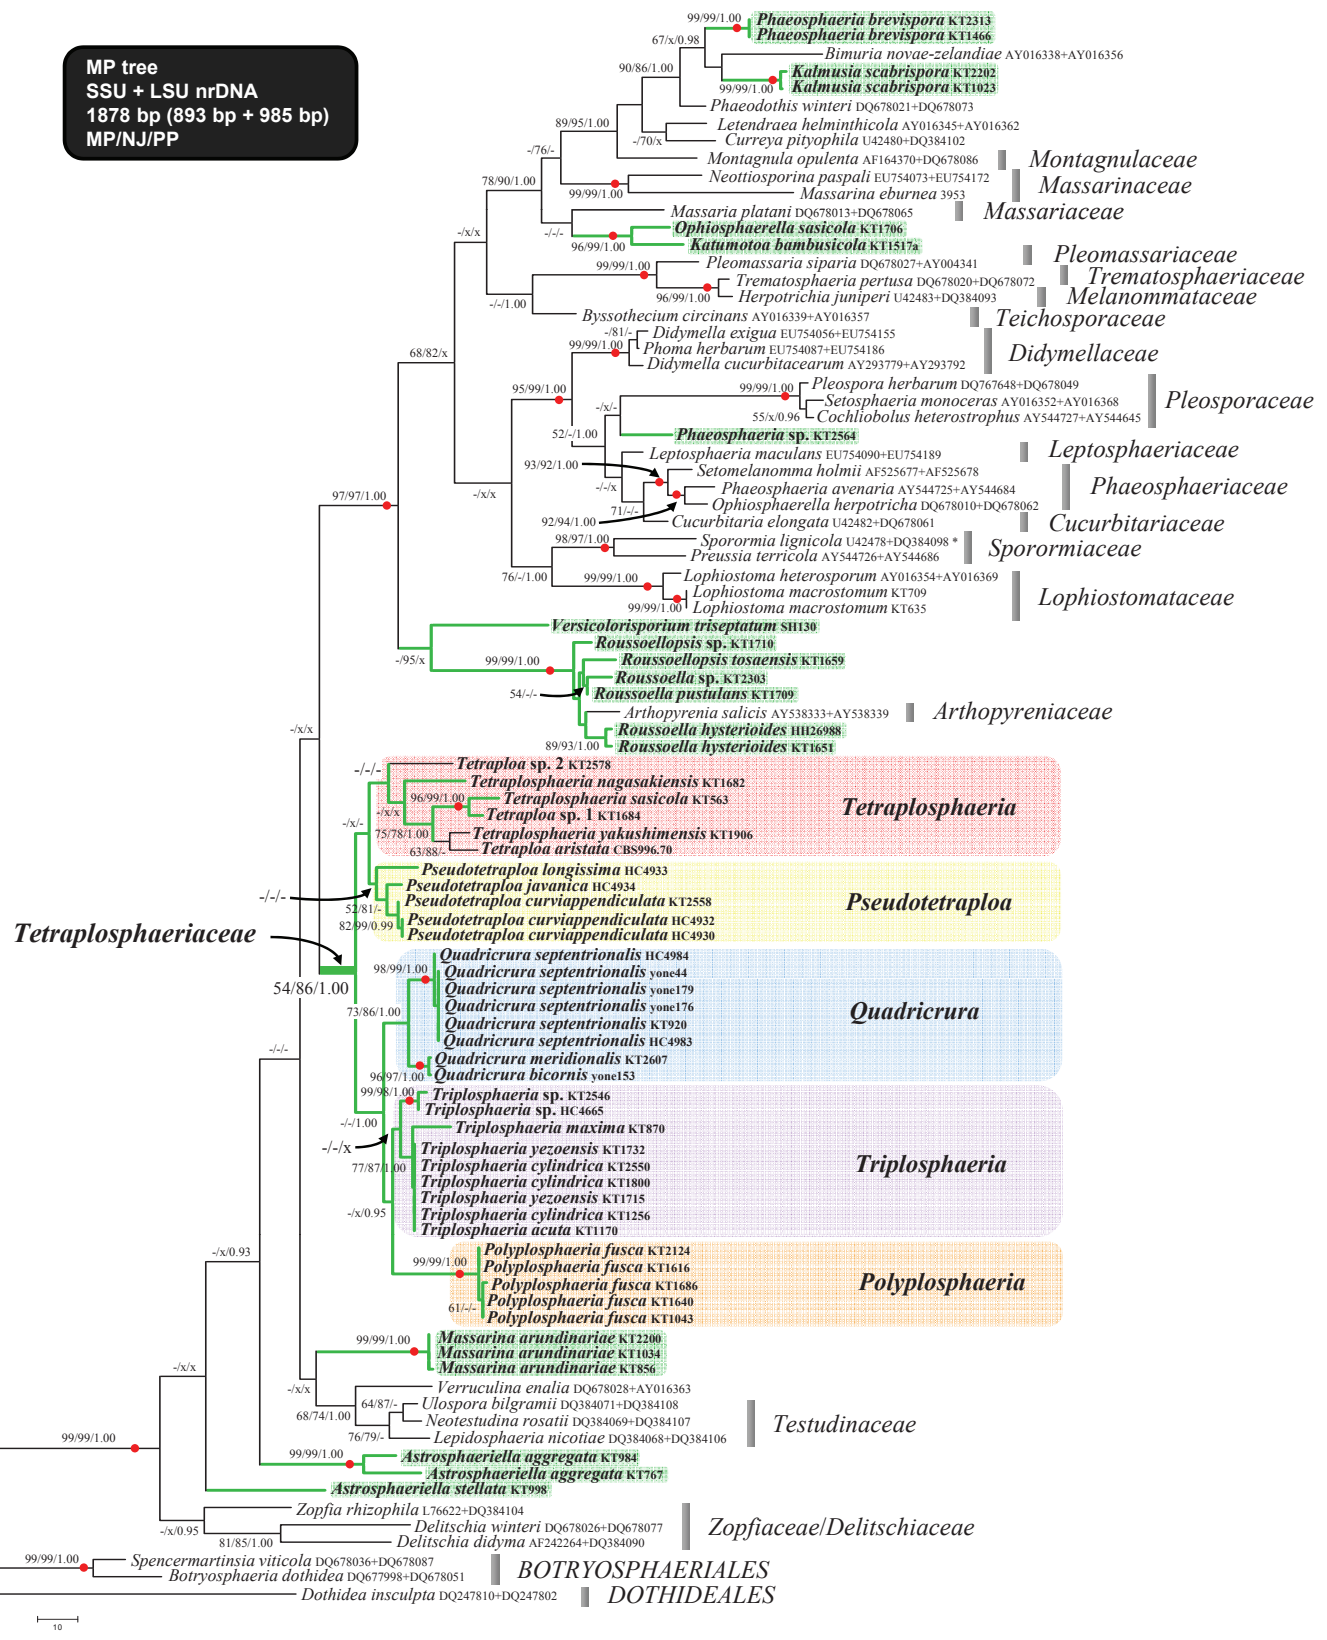 MP tree
SSU + LSU nrDNA
1878 bp (893 bp + 985 bp)
MP/NJ/PP
99/99/1.00
Phaeosphaeria brevispora KT2313
Phaeosphaeria brevispora KT1466
67/x/0.98
Bimuria novae-zelandiae AY016338+AY016356
90/86/1.00
Kalmusia scabrispora KT2202
99/99/1.00
Kalmusia scabrispora KT1023
Phaeodothis winteri DQ678021+DQ678073
89/95/1.00
Letendraea helminthicola AY016345+AY016362
-/70/x
Curreya pityophila U42480+DQ384102
-/76/-
Montagnula opulenta AF164370+DQ678086
Montagnulaceae
78/90/1.00
Neottiosporina paspali EU754073+EU754172
Massarinaceae
99/99/1.00
Massarina eburnea 3953
Massaria platani DQ678013+DQ678065
Massariaceae
-/x/x
-/-/-
Ophiosphaerella sasicola KT1706
96/99/1.00
Katumotoa bambusicola KT1517a
Pleomassaria siparia DQ678027+AY004341
Pleomassariaceae
99/99/1.00
Trematosphaeria pertusa DQ678020+DQ678072
Trematosphaeriaceae
96/99/1.00
Herpotrichia juniperi U42483+DQ384093
Melanommataceae
-/-/1.00
Byssothecium circinans AY016339+AY016357
Teichosporaceae
-/81/-
Didymella exigua EU754056+EU754155
99/99/1.00
Phoma herbarum EU754087+EU754186
Didymellaceae
68/82/x
Didymella cucurbitacearum AY293779+AY293792
95/99/1.00
99/99/1.00
Pleospora herbarum DQ767648+DQ678049
Setosphaeria monoceras AY016352+AY016368
Pleosporaceae
-/x/-
55/x/0.96
Cochliobolus heterostrophus AY544727+AY544645
52/-/1.00
Phaeosphaeria sp. KT2564
Leptosphaeria maculans EU754090+EU754189
Leptosphaeriaceae
93/92/1.00
Setomelanomma holmii AF525677+AF525678
-/-/x
Phaeosphaeria avenaria AY544725+AY544684
Phaeosphaeriaceae
-/x/x
97/97/1.00
Ophiosphaerella herpotricha DQ678010+DQ678062
71/-/-
92/94/1.00
Cucurbitaria elongata U42482+DQ678061
Cucurbitariaceae
98/97/1.00
Sporormia lignicola U42478+DQ384098 *
Sporormiaceae
Preussia terricola AY544726+AY544686
76/-/1.00
99/99/1.00
Lophiostoma heterosporum AY016354+AY016369
Lophiostoma macrostomum KT709
Lophiostomataceae
99/99/1.00
Lophiostoma macrostomum KT635
Versicolorisporium triseptatum SH130
-/95/x
Roussoellopsis sp. KT1710
99/99/1.00
Roussoellopsis tosaensis KT1659
Roussoella sp. KT2303
54/-/-
Roussoella pustulans KT1709
Arthopyrenia salicis AY538333+AY538339
Arthopyreniaceae
-/x/x
Roussoella hysterioides HH26988
89/93/1.00
Roussoella hysterioides KT1651
-/-/-
Tetraploa sp. 2 KT2578
Tetraplosphaeria nagasakiensis KT1682
96/99/1.00
Tetraplosphaeria sasicola KT563
Tetraplosphaeria
-/x/x
Tetraploa sp. 1 KT1684
-/x/-
75/78/1.00
Tetraplosphaeria yakushimensis KT1906
63/88/-
Tetraploa aristata CBS996.70
Pseudotetraploa longissima HC4933
Pseudotetraploa javanica HC4934
-/-/-
Pseudotetraploa curviappendiculata KT2558
Pseudotetraploa
52/81/-
Pseudotetraploa curviappendiculata HC4932
82/99/0.99
Pseudotetraploa curviappendiculata HC4930
Tetraplosphaeriaceae
54/86/1.00
Quadricrura septentrionalis HC4984
98/99/1.00
Quadricrura septentrionalis yone44
Quadricrura septentrionalis yone179
Quadricrura septentrionalis yone176
Quadricrura
73/86/1.00
Quadricrura septentrionalis KT920
Quadricrura septentrionalis HC4983
Quadricrura meridionalis KT2607
96/97/1.00
Quadricrura bicornis yone153
-/-/-
99/98/1.00
Triplosphaeria sp. KT2546
Triplosphaeria sp. HC4665
-/-/1.00
Triplosphaeria maxima KT870
-/-/x
Triplosphaeria yezoensis KT1732
77/87/1.00
Triplosphaeria cylindrica KT2550
Triplosphaeria
Triplosphaeria cylindrica KT1800
Triplosphaeria yezoensis KT1715
-/x/0.95
Triplosphaeria cylindrica KT1256
Triplosphaeria acuta KT1170
-/x/0.93
Polyplosphaeria fusca KT2124
99/99/1.00
Polyplosphaeria fusca KT1616
Polyplosphaeria fusca KT1686
Polyplosphaeria
61/-/-
Polyplosphaeria fusca KT1640
Polyplosphaeria fusca KT1043
99/99/1.00
Massarina arundinariae KT2200
Massarina arundinariae KT1034
Massarina arundinariae KT856
-/x/x
-/x/x
Verruculina enalia DQ678028+AY016363
64/87/-
Ulospora bilgramii DQ384071+DQ384108
68/74/1.00
Neotestudina rosatii DQ384069+DQ384107
Testudinaceae
76/79/-
Lepidosphaeria nicotiae DQ384068+DQ384106
99/99/1.00
99/99/1.00
Astrosphaeriella aggregata KT984
Astrosphaeriella aggregata KT767
Astrosphaeriella stellata KT998
Zopfia rhizophila L76622+DQ384104
-/x/0.95
Delitschia winteri DQ678026+DQ678077
Zopfiaceae/Delitschiaceae
81/85/1.00
Delitschia didyma AF242264+DQ384090
99/99/1.00
Spencermartinsia viticola DQ678036+DQ678087
BOTRYOSPHAERIALES
Botryosphaeria dothidea DQ677998+DQ678051
Dothidea insculpta DQ247810+DQ247802
DOTHIDEALES
10